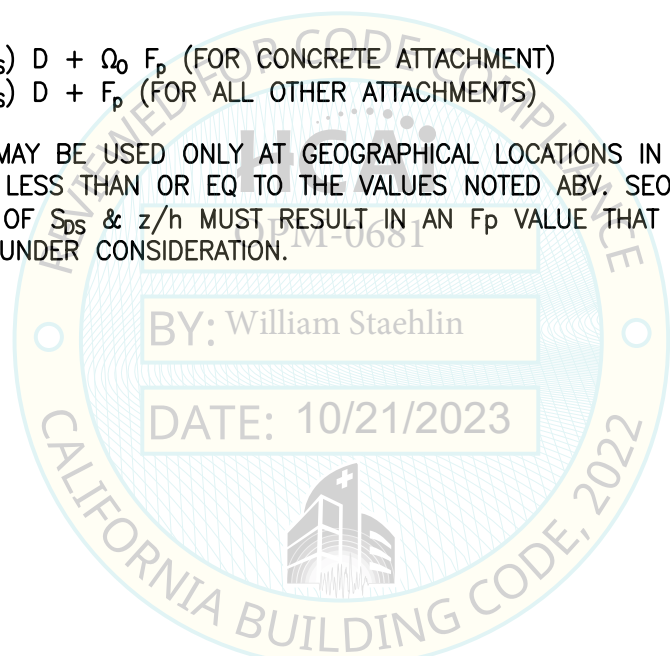 s) D + Ω0 Fp (FOR CONCRETE ATTACHMENT)
s) D + Fp (FOR ALL OTHER ATTACHMENTS)
MAY BE USED ONLY AT GEOGRAPHICAL LOCATIONS IN
LESS THAN OR EQ TO THE VALUES NOTED ABV. SEO
OF SDS & z/h MUST RESULT IN AN Fp VALUE THAT
UNDER CONSIDERATION.
FOR CODE COMPLIANCE
HCAI
OPM-0681
BY: William Staehlin
DATE: 10/21/2023
CALIFORNIA BUILDING CODE, 2022